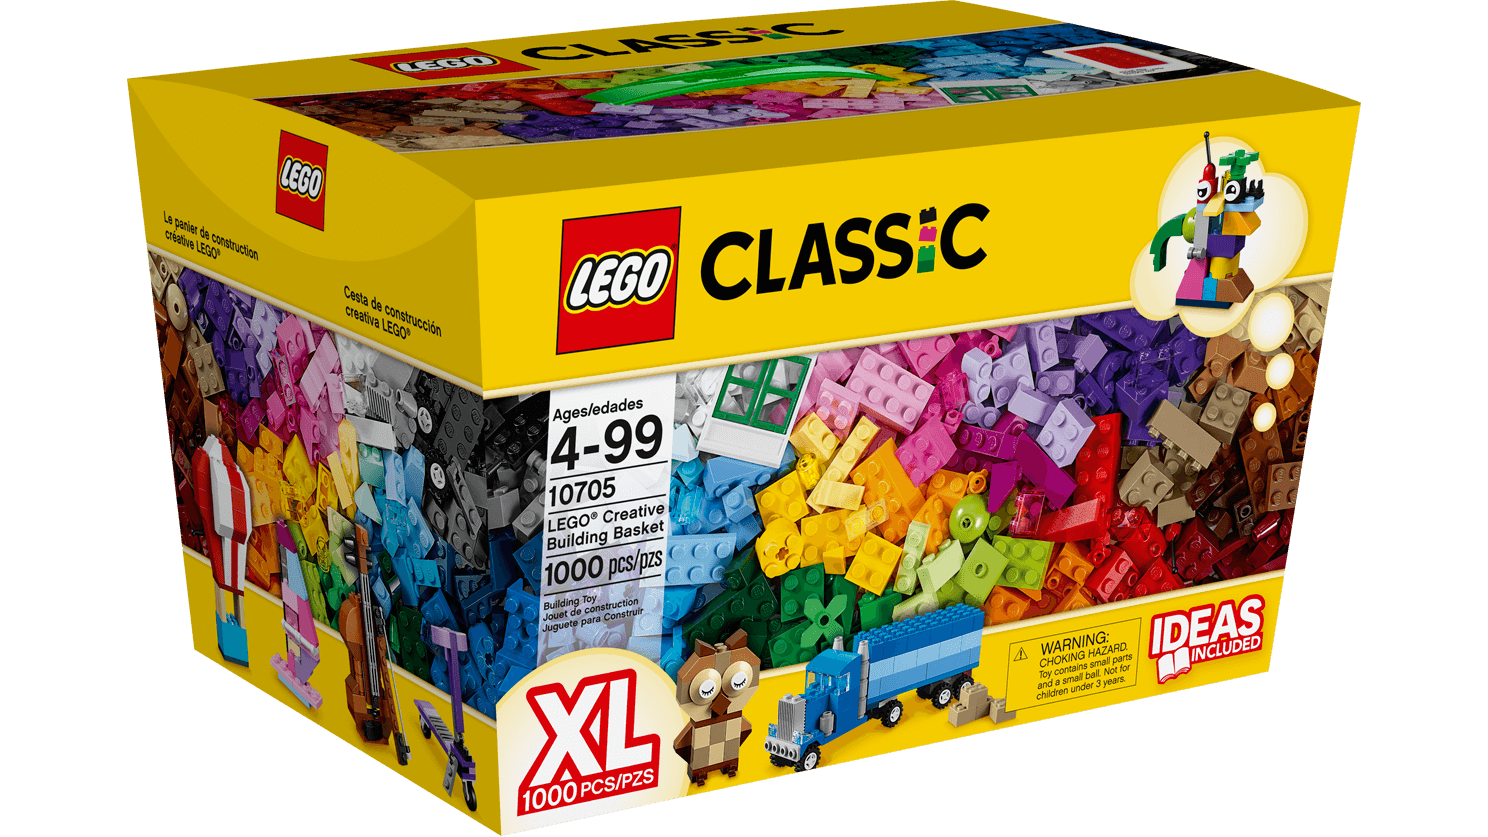 LEGO CLASSIC
LEGO
Le panier de construction
créative LEGO®
Cesta de construcción
creativa LEGO®
LEGO® CLASSIC
Ages/edades
4-99
10705
LEGO® Creative
Building Basket
1000 pcs/pzs
Building Toy
Jouet de construction
Juguete para Construir
XL
1000 PCS/PZS
WARNING:
CHOKING HAZARD.
Toy contains small parts
and a small ball. Not for
children under 3 years.
IDEAS
INCLUDED